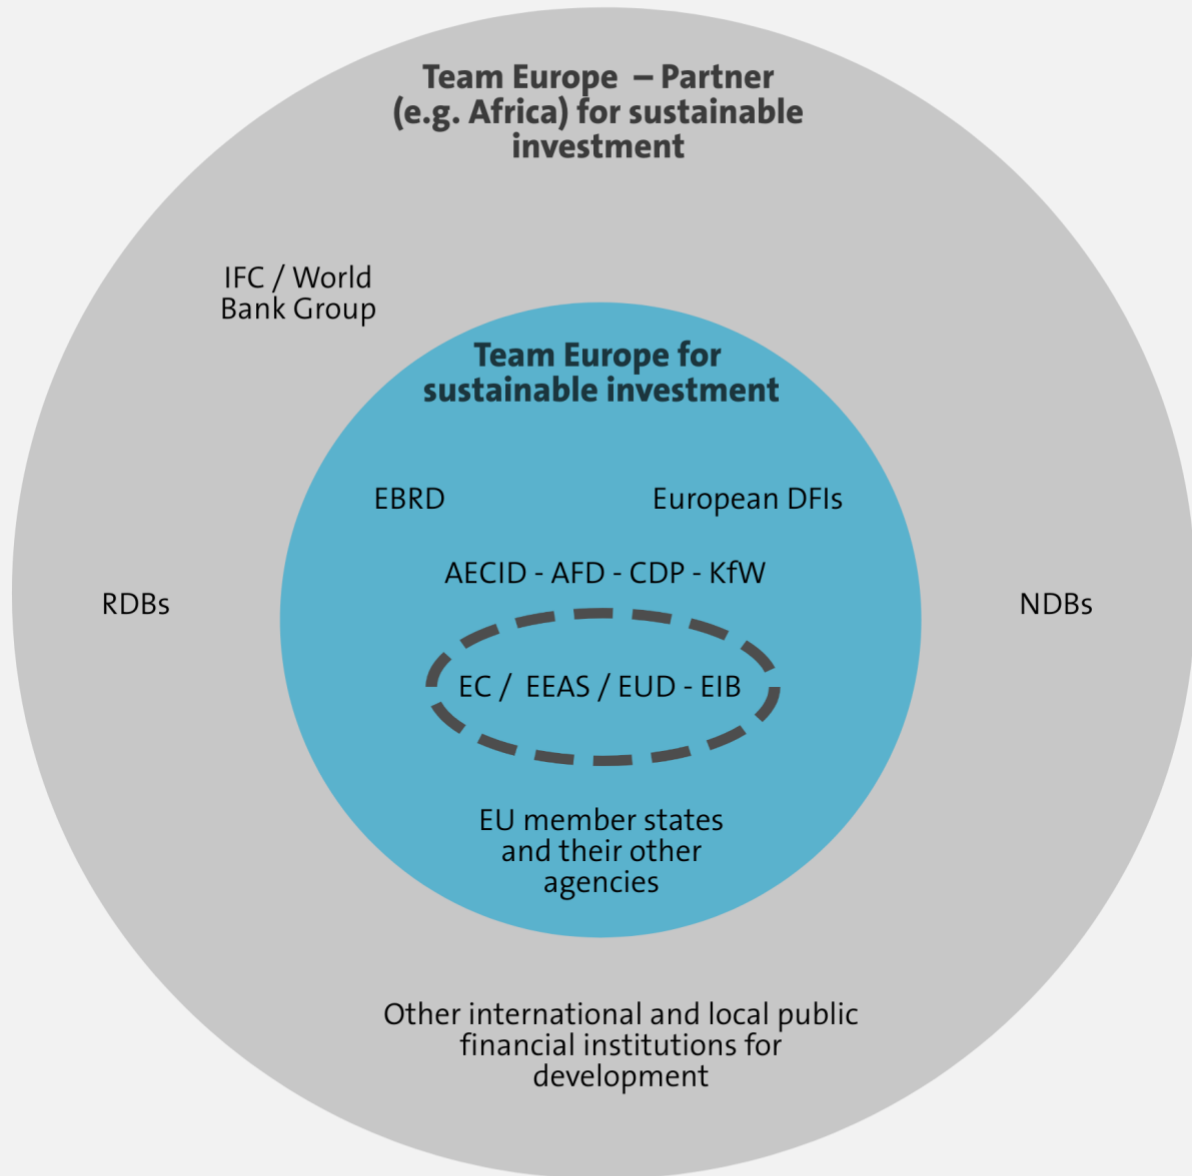 Team Europe – Partner
(e.g. Africa) for sustainable
investment
IFC / World
Bank Group
Team Europe for
sustainable investment
EBRD
European DFIs
AECID - AFD - CDP - KfW
RDBs
NDBs
EC / EEAS / EUD - EIB
EU member states
and their other
agencies
Other international and local public
financial institutions for
development